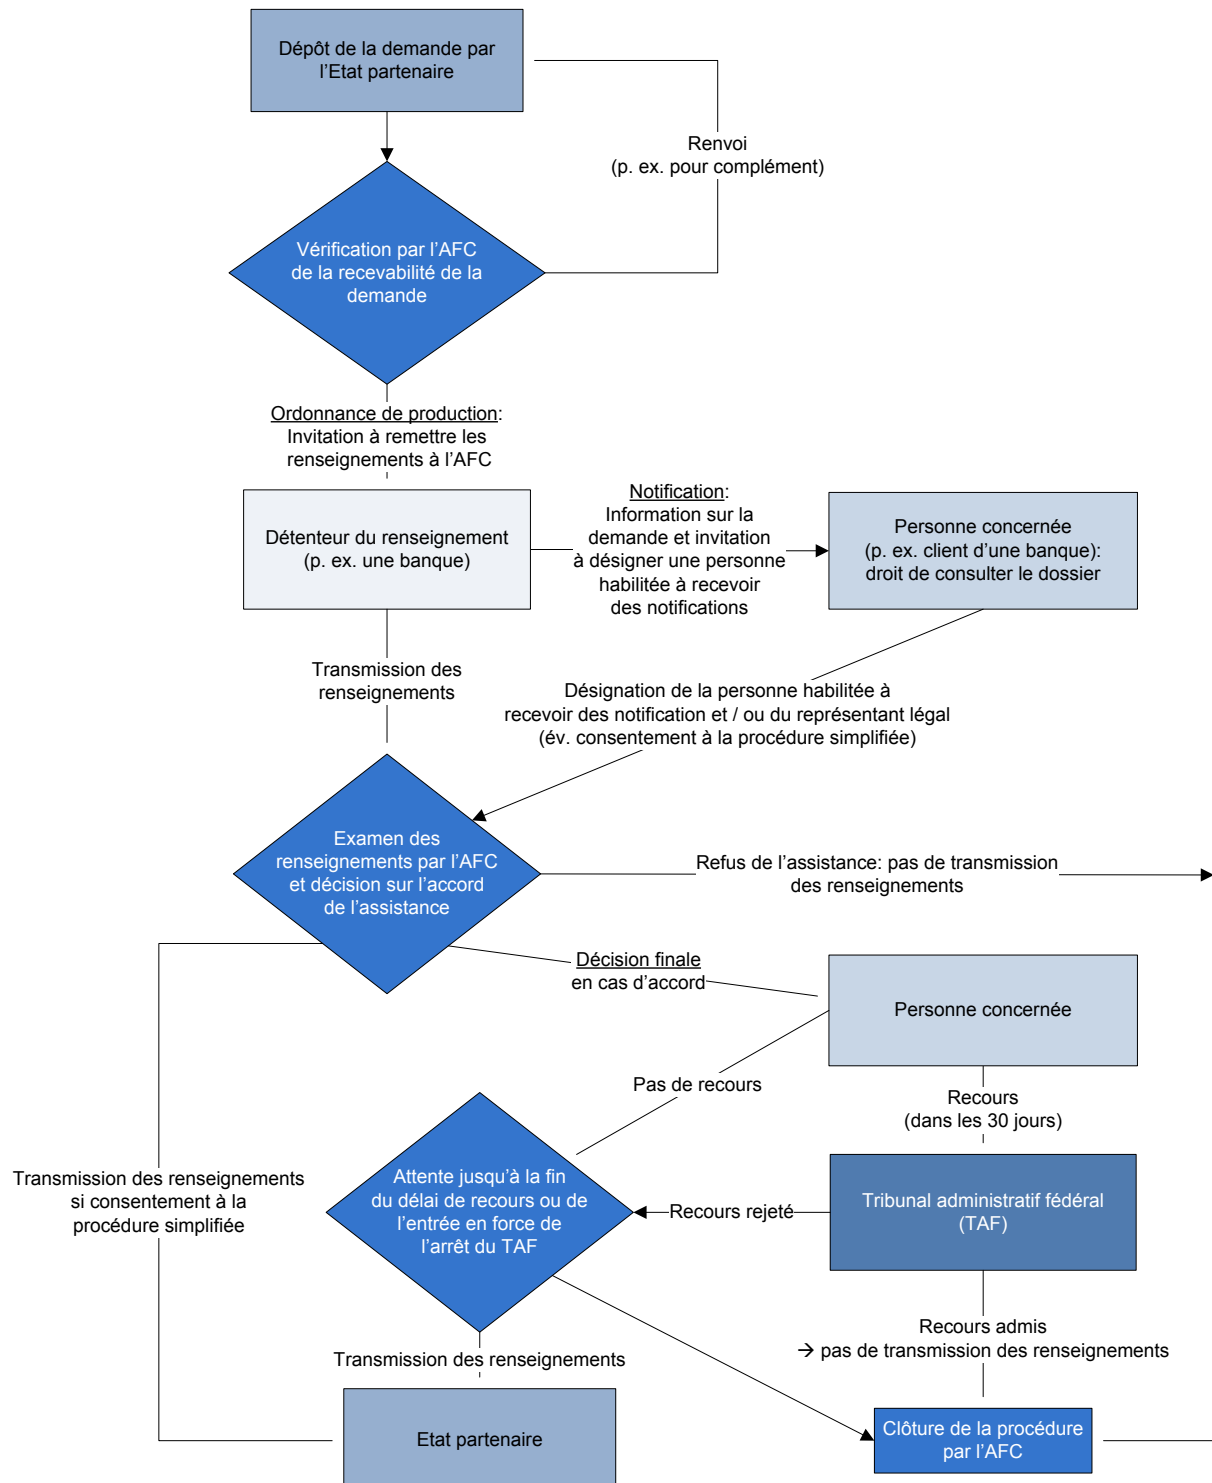 Dépôt de la demande par
l'Etat partenaire
Renvoi
(p. ex. pour complément)
Vérification par l'AFC
de la recevabilité de la
demande
Ordonnance de production:
Invitation à remettre les
renseignements à l'AFC
Détenteur du renseignement
(p. ex. une banque)
Notification:
Information sur la
demande et invitation
à désigner une personne
habilitée à recevoir
des notifications
Personne concernée
(p. ex. client d'une banque):
droit de consulter le dossier
Transmission des
renseignements
Désignation de la personne habilitée à
recevoir des notification et / ou du représentant légal
(év. consentement à la procédure simplifiée)
Examen des
renseignements par l'AFC
et décision sur l'accord
de l'assistance
Refus de l'assistance: pas de transmission
des renseignements
Décision finale
en cas d'accord
Personne concernée
Pas de recours
Recours
(dans les 30 jours)
Transmission des renseignements
si consentement à la
procédure simplifiée
Attente jusqu'à la fin
du délai de recours ou de
l'entrée en force de
l'arrêt du TAF
Recours rejeté
Tribunal administratif fédéral
(TAF)
Recours admis
→ pas de transmission des renseignements
Transmission des renseignements
Etat partenaire
Clôture de la procédure
par l'AFC